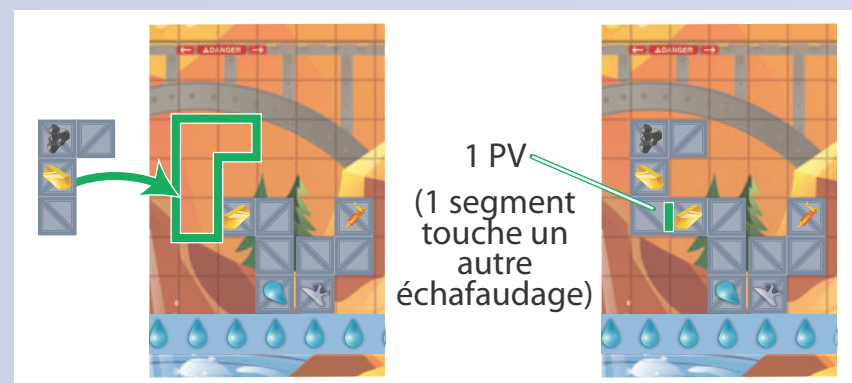 ← ⚠DANGER →
1 PV
(1 segment
touche un
autre
échafaudage)
← ⚠DANGER →